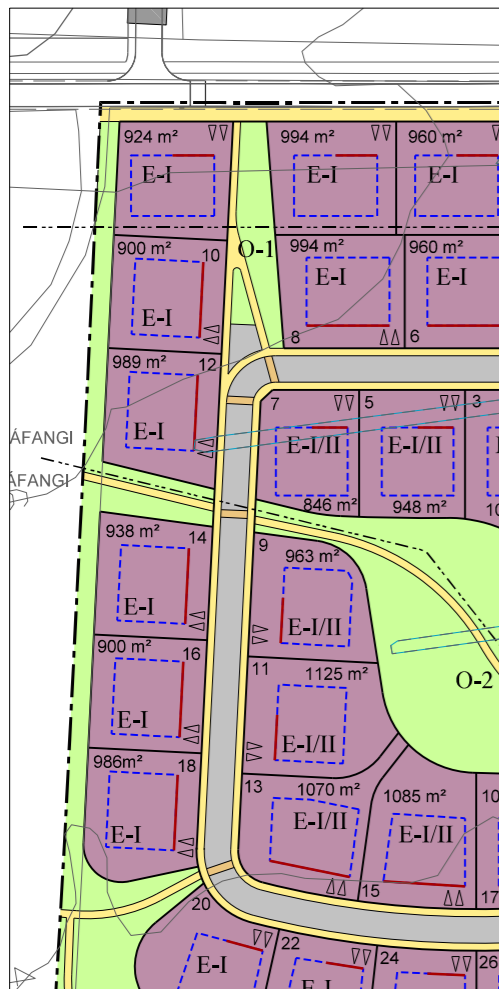 924 m²
E-I
994 m²
E-I
960 m²
E-I
900 m²
10
E-I
O-1
994 m²
E-I
8
960 m²
E-I
6
989 m²
12
E-I
7
E-I/II
846 m²
5
E-I/II
948 m²
3
ÁFANGI
ÁFANGI
938 m²
14
E-I
9
963 m²
E-I/II
900 m²
16
E-I
11
1125 m²
E-I/II
O-2
986m²
18
E-I
13
1070 m²
E-I/II
1085 m²
E-I/II
15
17
20
E-I
22
E-I
24
26